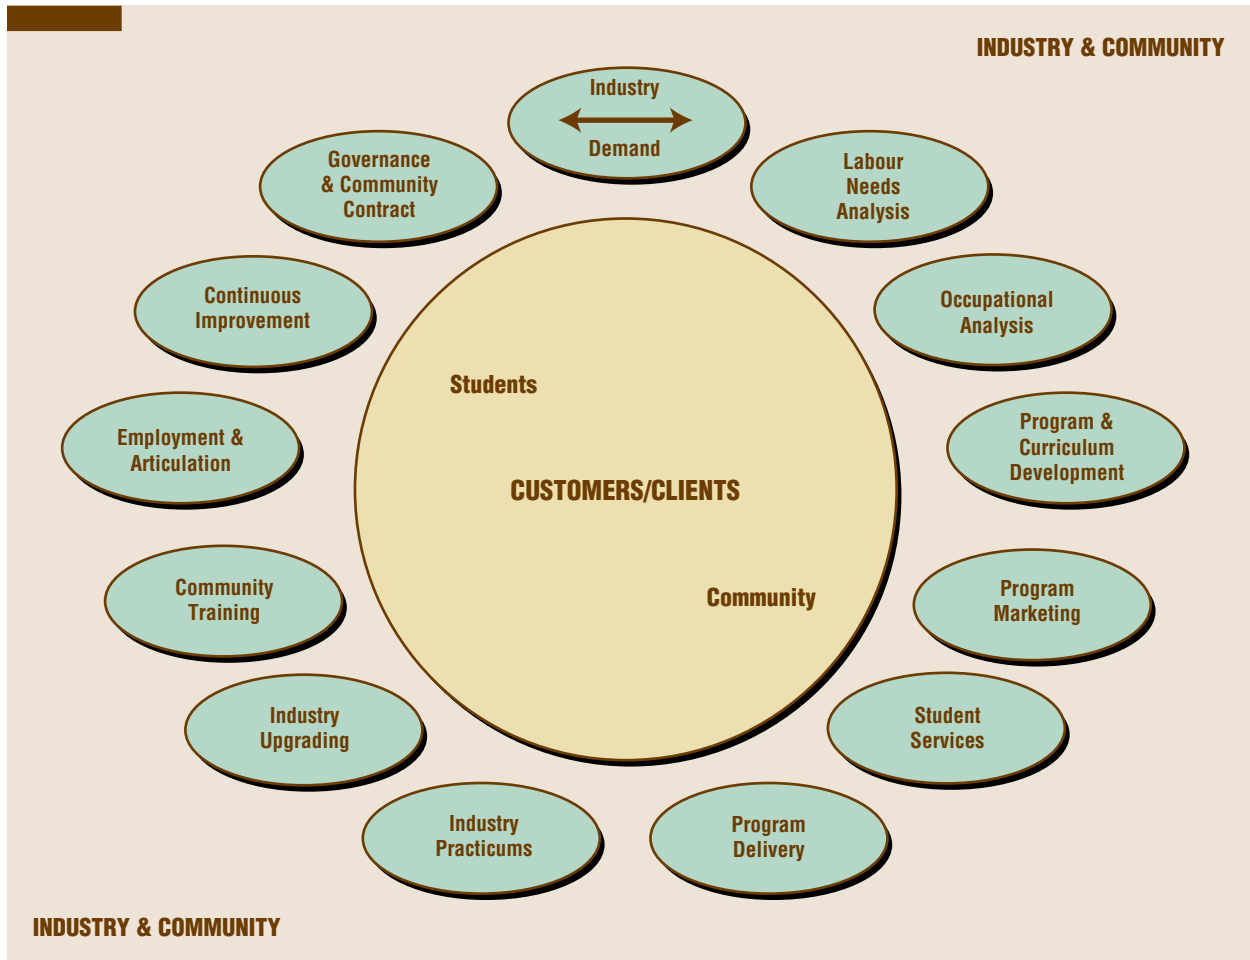 INDUSTRY & COMMUNITY
Industry
Demand
Governance
& Community
Contract
Labour
Needs
Analysis
Continuous
Improvement
Occupational
Analysis
Students
Employment &
Articulation
CUSTOMERS/CLIENTS
Program &
Curriculum
Development
Community
Training
Community
Program
Marketing
Industry
Upgrading
Student
Services
Industry
Practicums
Program
Delivery
INDUSTRY & COMMUNITY